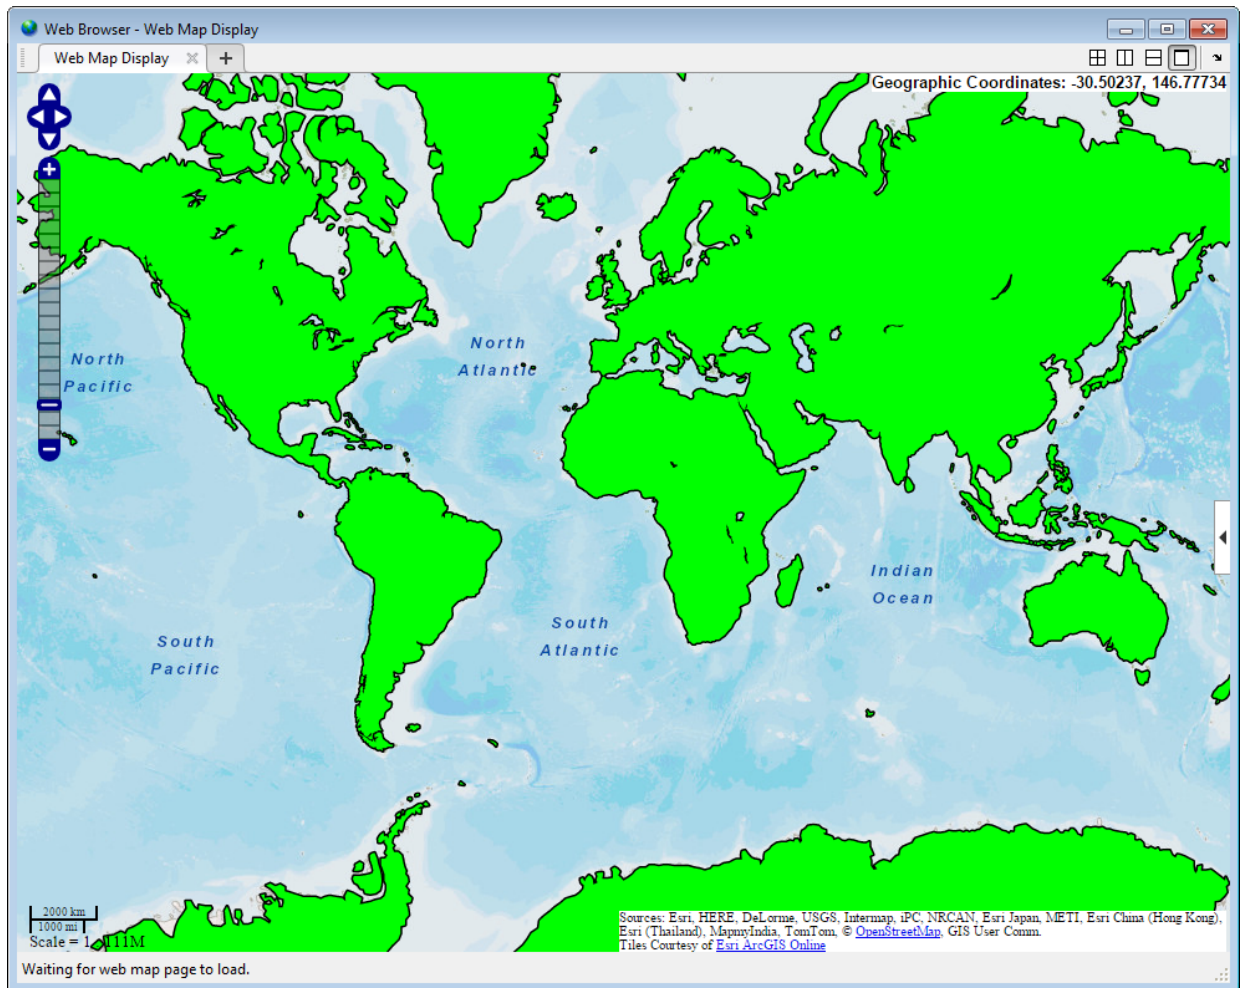 Web Browser - Web Map Display
Web Map Display
Geographic Coordinates: -30.50237, 146.77734
North
Pacific
North
Atlantic
Indian
Ocean
South
Atlantic
South
Pacific
2000 km
1000 mi
Scale = 1 : 111M
Sources: Esri, HERE, DeLorme, USGS, Intermap, iPC, NRCAN, Esri Japan, METI, Esri China (Hong Kong),
Esri (Thailand), MapmyIndia, TomTom, © OpenStreetMap, GIS User Comm.
Tiles Courtesy of Esri ArcGIS Online
Waiting for web map page to load.